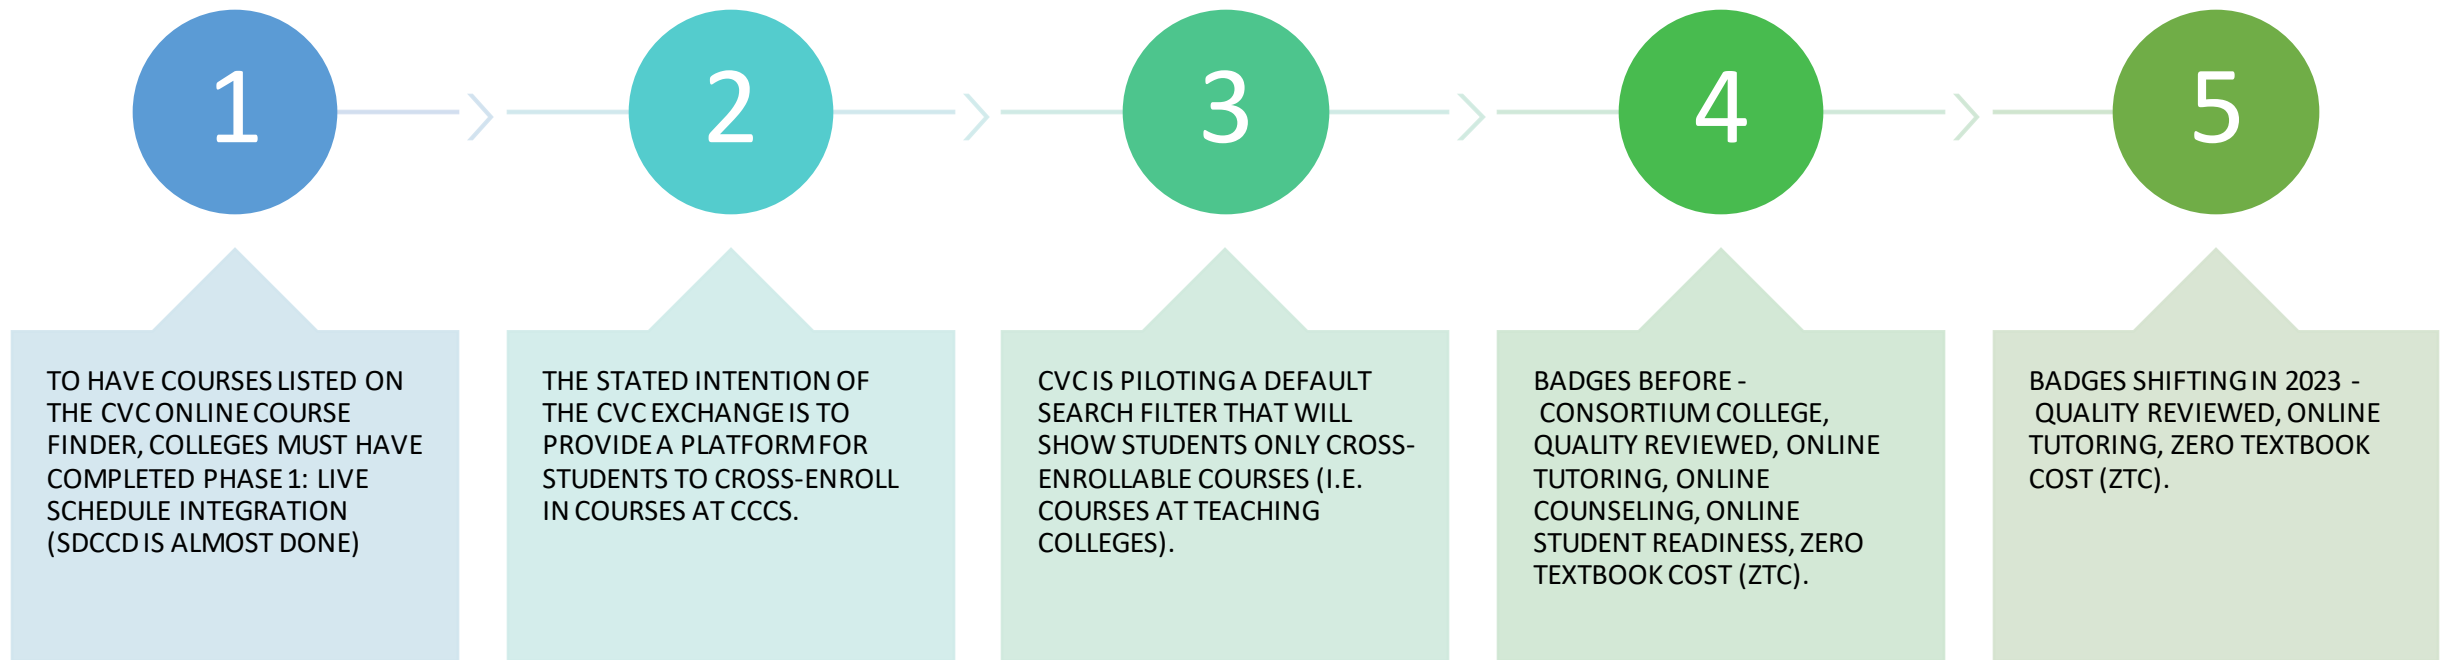 1
2
3
4
5
TO HAVE COURSES LISTED ON
THE CVC ONLINE COURSE
FINDER, COLLEGES MUST HAVE
COMPLETED PHASE 1: LIVE
SCHEDULE INTEGRATION
(SDCCD IS ALMOST DONE)
THE STATED INTENTION OF
THE CVC EXCHANGE IS TO
PROVIDE A PLATFORM FOR
STUDENTS TO CROSS-ENROLL
IN COURSES AT CCCS.
CVC IS PILOTING A DEFAULT
SEARCH FILTER THAT WILL
SHOW STUDENTS ONLY CROSS-
ENROLLABLE COURSES (I.E.
COURSES AT TEACHING
COLLEGES).
BADGES BEFORE -
CONSORTIUM COLLEGE,
QUALITY REVIEWED, ONLINE
TUTORING, ONLINE
COUNSELING, ONLINE
STUDENT READINESS, ZERO
TEXTBOOK COST (ZTC).
BADGES SHIFTING IN 2023 -
QUALITY REVIEWED, ONLINE
TUTORING, ZERO TEXTBOOK
COST (ZTC).